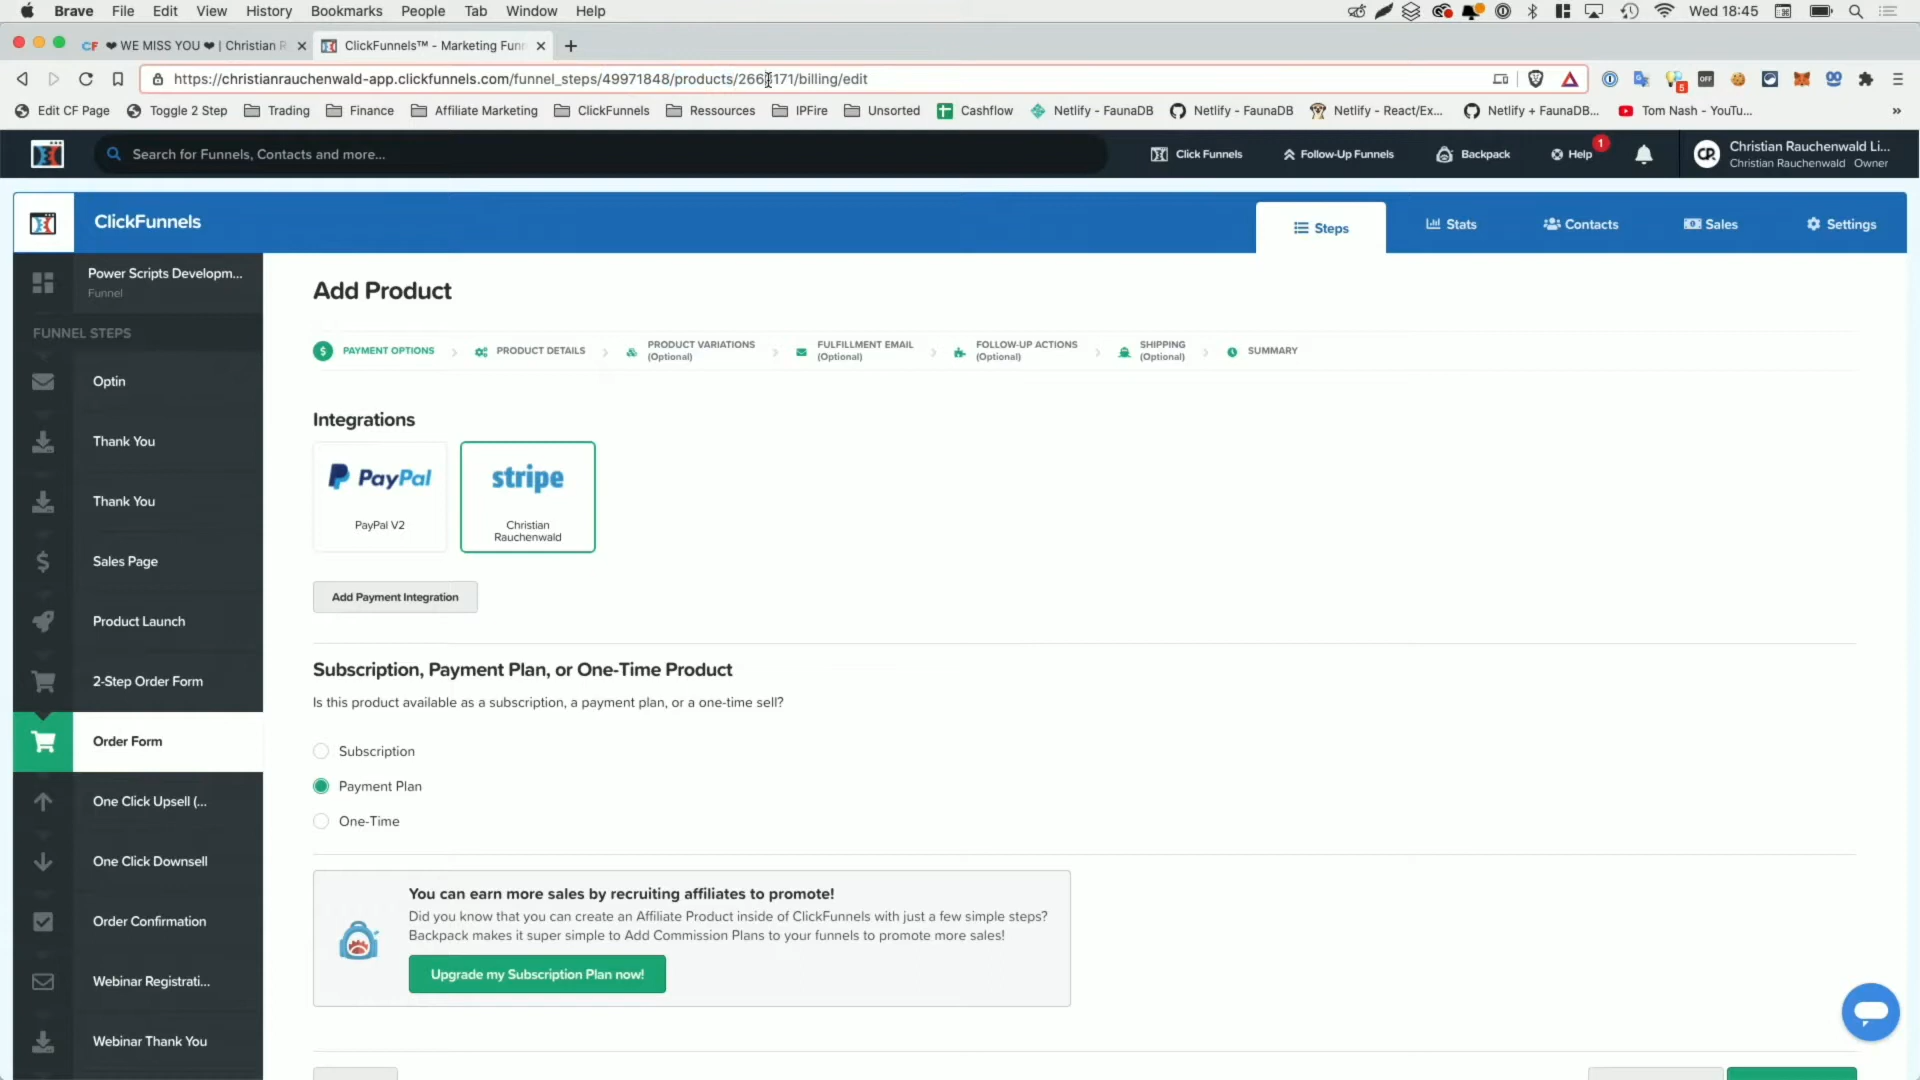 Brave File Edit View History Bookmarks People Tab Window Help
Wed 18:45
CF ❤ WE MISS YOU ❤ | Christian R
ClickFunnels™ - Marketing Funn
https://christianrauchenwald-app.clickfunnels.com/funnel_steps/49971848/products/266 171/billing/edit
5
OFF
Edit CF Page
Toggle 2 Step
Trading
Finance
Affiliate Marketing
ClickFunnels
Ressources
IPFire
Unsorted
Cashflow
Netlify - FaunaDB
Netlify - FaunaDB
Netlify - React/Ex...
Netlify + FaunaDB...
Tom Nash - YouTu...
»
Search for Funnels, Contacts and more...
Click Funnels
Follow-Up Funnels
Backpack
Help
1
Christian Rauchenwald Li...
Christian Rauchenwald Owner
ClickFunnels
Steps
Stats
Contacts
Sales
Settings
Power Scripts Developm...
Funnel
FUNNEL STEPS
Optin
Thank You
Thank You
Sales Page
Product Launch
2-Step Order Form
Order Form
One Click Upsell (...
One Click Downsell
Order Confirmation
Webinar Registrati...
Webinar Thank You
Add Product
PAYMENT OPTIONS
PRODUCT DETAILS
PRODUCT VARIATIONS
(Optional)
FULFILLMENT EMAIL
(Optional)
FOLLOW-UP ACTIONS
(Optional)
SHIPPING
(Optional)
SUMMARY
Integrations
PayPal
PayPal V2
stripe
Christian
Rauchenwald
Add Payment Integration
Subscription, Payment Plan, or One-Time Product
Is this product available as a subscription, a payment plan, or a one-time sell?
Subscription
Payment Plan
One-Time
You can earn more sales by recruiting affiliates to promote!
Did you know that you can create an Affiliate Product inside of ClickFunnels with just a few simple steps?
Backpack makes it super simple to Add Commission Plans to your funnels to promote more sales!
Upgrade my Subscription Plan now!